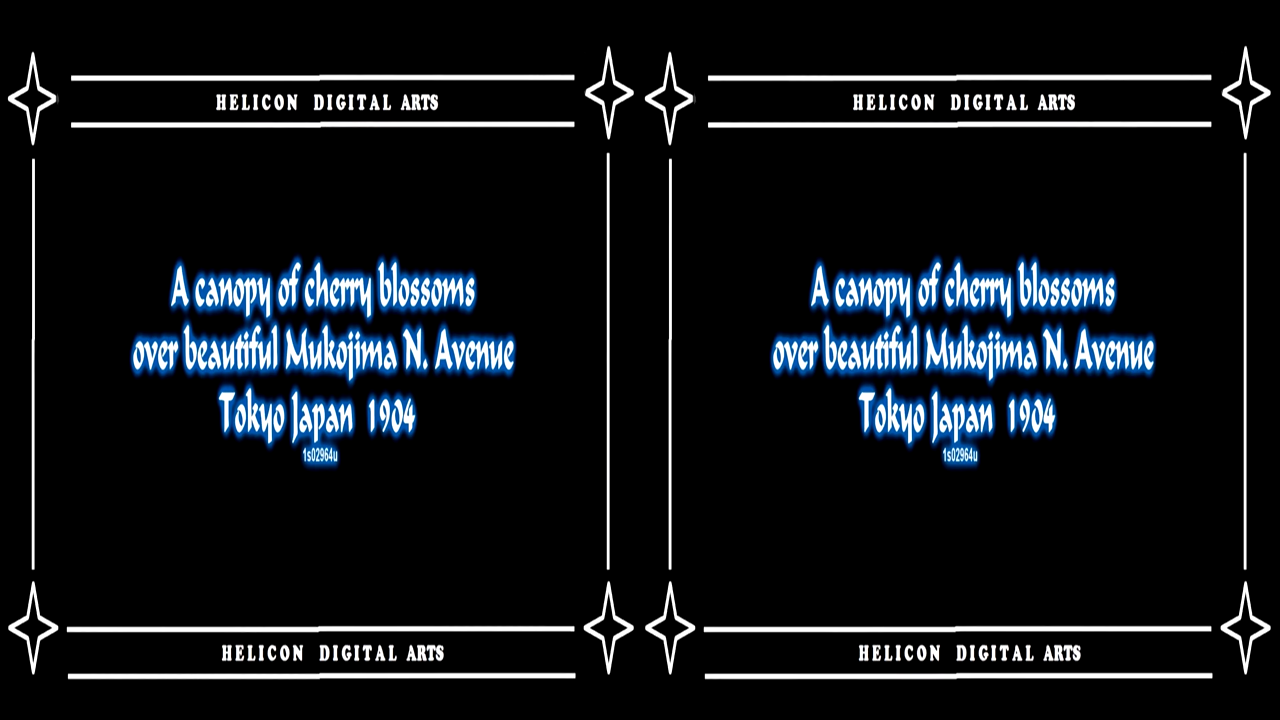 HELICON DIGITAL ARTS
A canopy of cherry blossoms
over beautiful Mukojima N. Avenue
Tokyo Japan 1904
1s02964u
HELICON DIGITAL ARTS
HELICON DIGITAL ARTS
A canopy of cherry blossoms
over beautiful Mukojima N. Avenue
Tokyo Japan 1904
1s02964u
HELICON DIGITAL ARTS